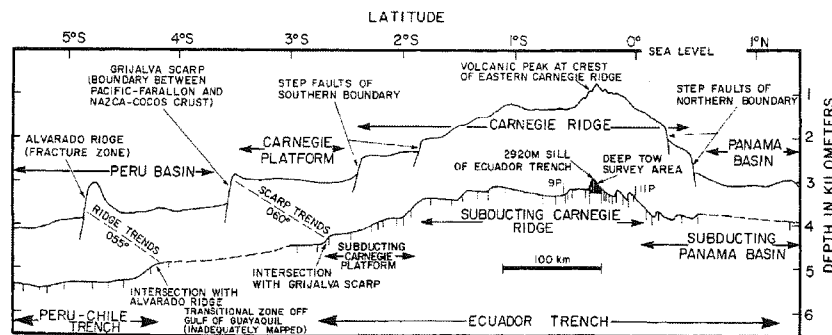 LATITUDE
5°S
4°S
3°S
2°S
1°S
0°
1°N
SEA LEVEL
GRIJALVA SCARP
(BOUNDARY BETWEEN
PACIFIC-FARALLON AND
NAZCA-COCOS CRUST)
STEP FAULTS OF
SOUTHERN BOUNDARY
VOLCANIC PEAK AT CREST
OF EASTERN CARNEGIE RIDGE
STEP FAULTS OF
NORTHERN BOUNDARY
ALVARADO RIDGE
(FRACTURE ZONE)
CARNEGIE
PLATFORM
CARNEGIE RIDGE
PANAMA
BASIN
PERU BASIN
2920M SILL
OF ECUADOR TRENCH
DEEP TOW
SURVEY AREA
9P
11P
RIDGE TRENDS
055°
SCARP TRENDS
060°
SUBDUCTING CARNEGIE
RIDGE
SUBDUCTING
CARNEGIE
PLATFORM
SUBDUCTING
PANAMA BASIN
INTERSECTION
WITH GRIJALVA SCARP
100 km
INTERSECTION WITH
ALVARADO RIDGE
TRANSITIONAL ZONE OFF
GULF OF GUAYAQUIL
(INADEQUATELY MAPPED)
PERU-CHILE
TRENCH
ECUADOR TRENCH
1
2
3
4
5
6
DEPTH IN KILOMETERS